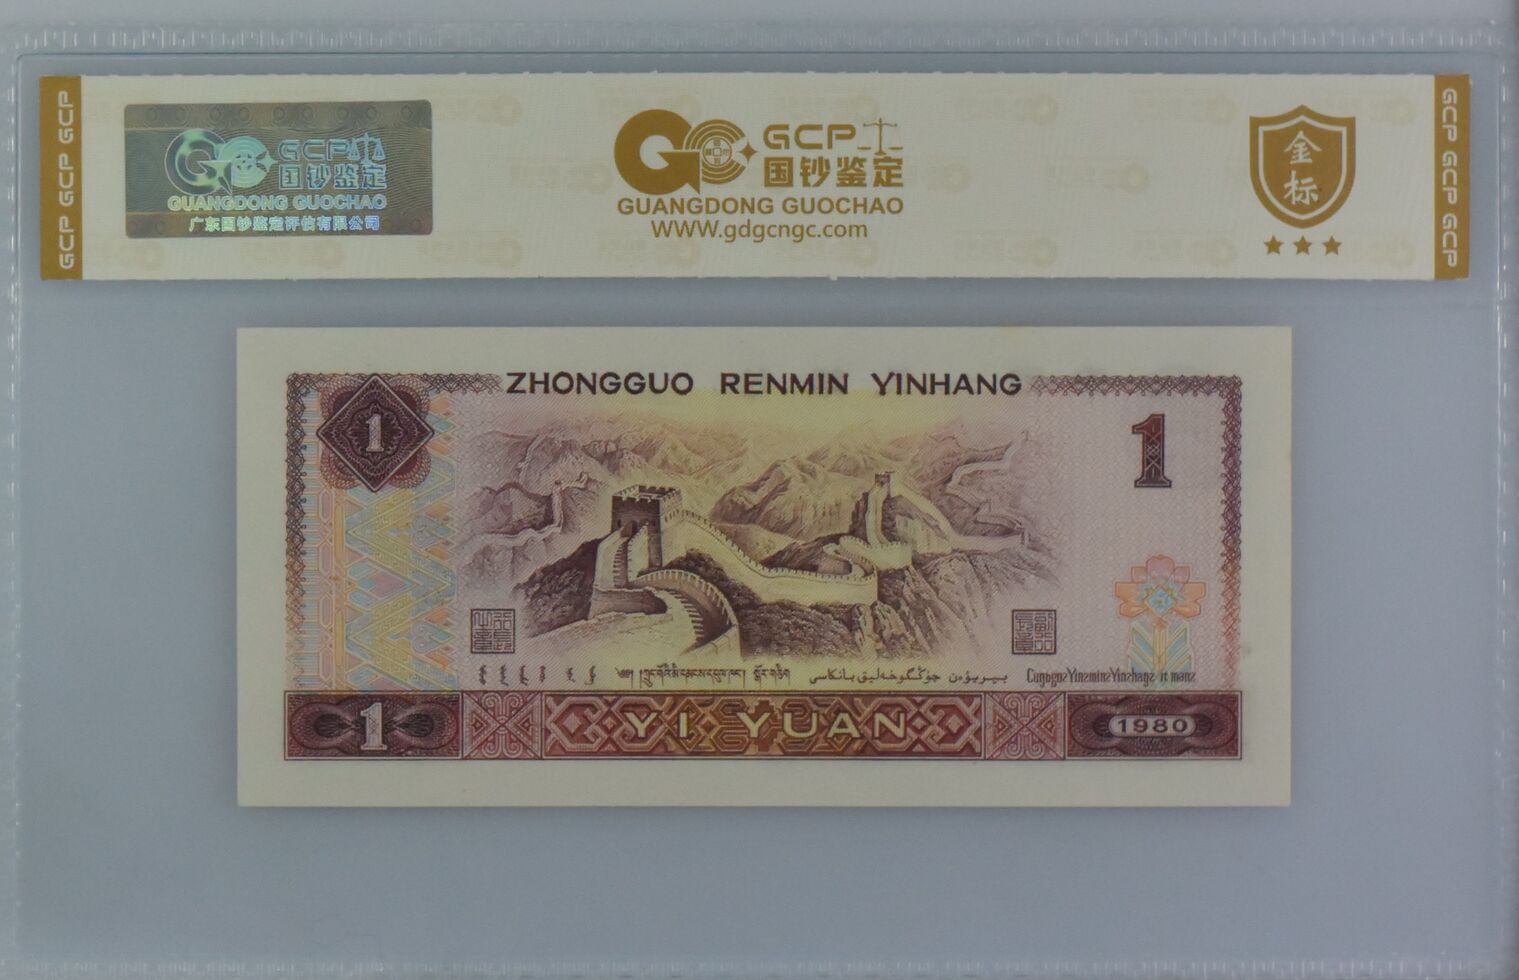 GCP GCP GCP
GCP
国钞鉴定
GUANGDONG GUOCHAO
广东国钞鉴定评估有限公司
GCP
国钞鉴定
GUANGDONG GUOCHAO
WWW.gdgcngc.com
金
标
GCP GCP GCP
ZHONGGUO RENMIN YINHANG
1
1
1
YI YUAN
1980